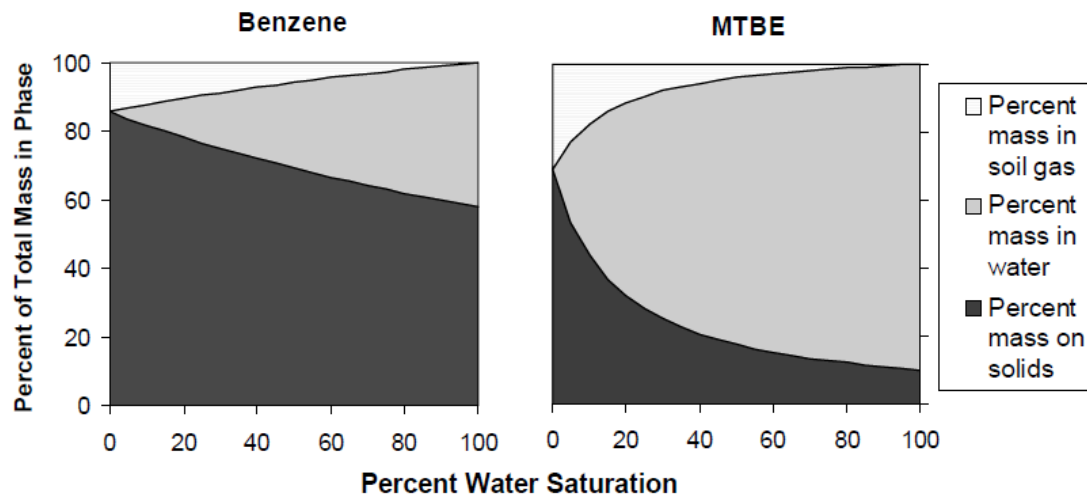 Benzene
MTBE
Percent of Total Mass in Phase
100
80
60
40
20
0
0 20 40 60 80 100
0 20 40 60 80 100
Percent Water Saturation
Percent
mass in
soil gas
Percent
mass in
water
Percent
mass on
solids